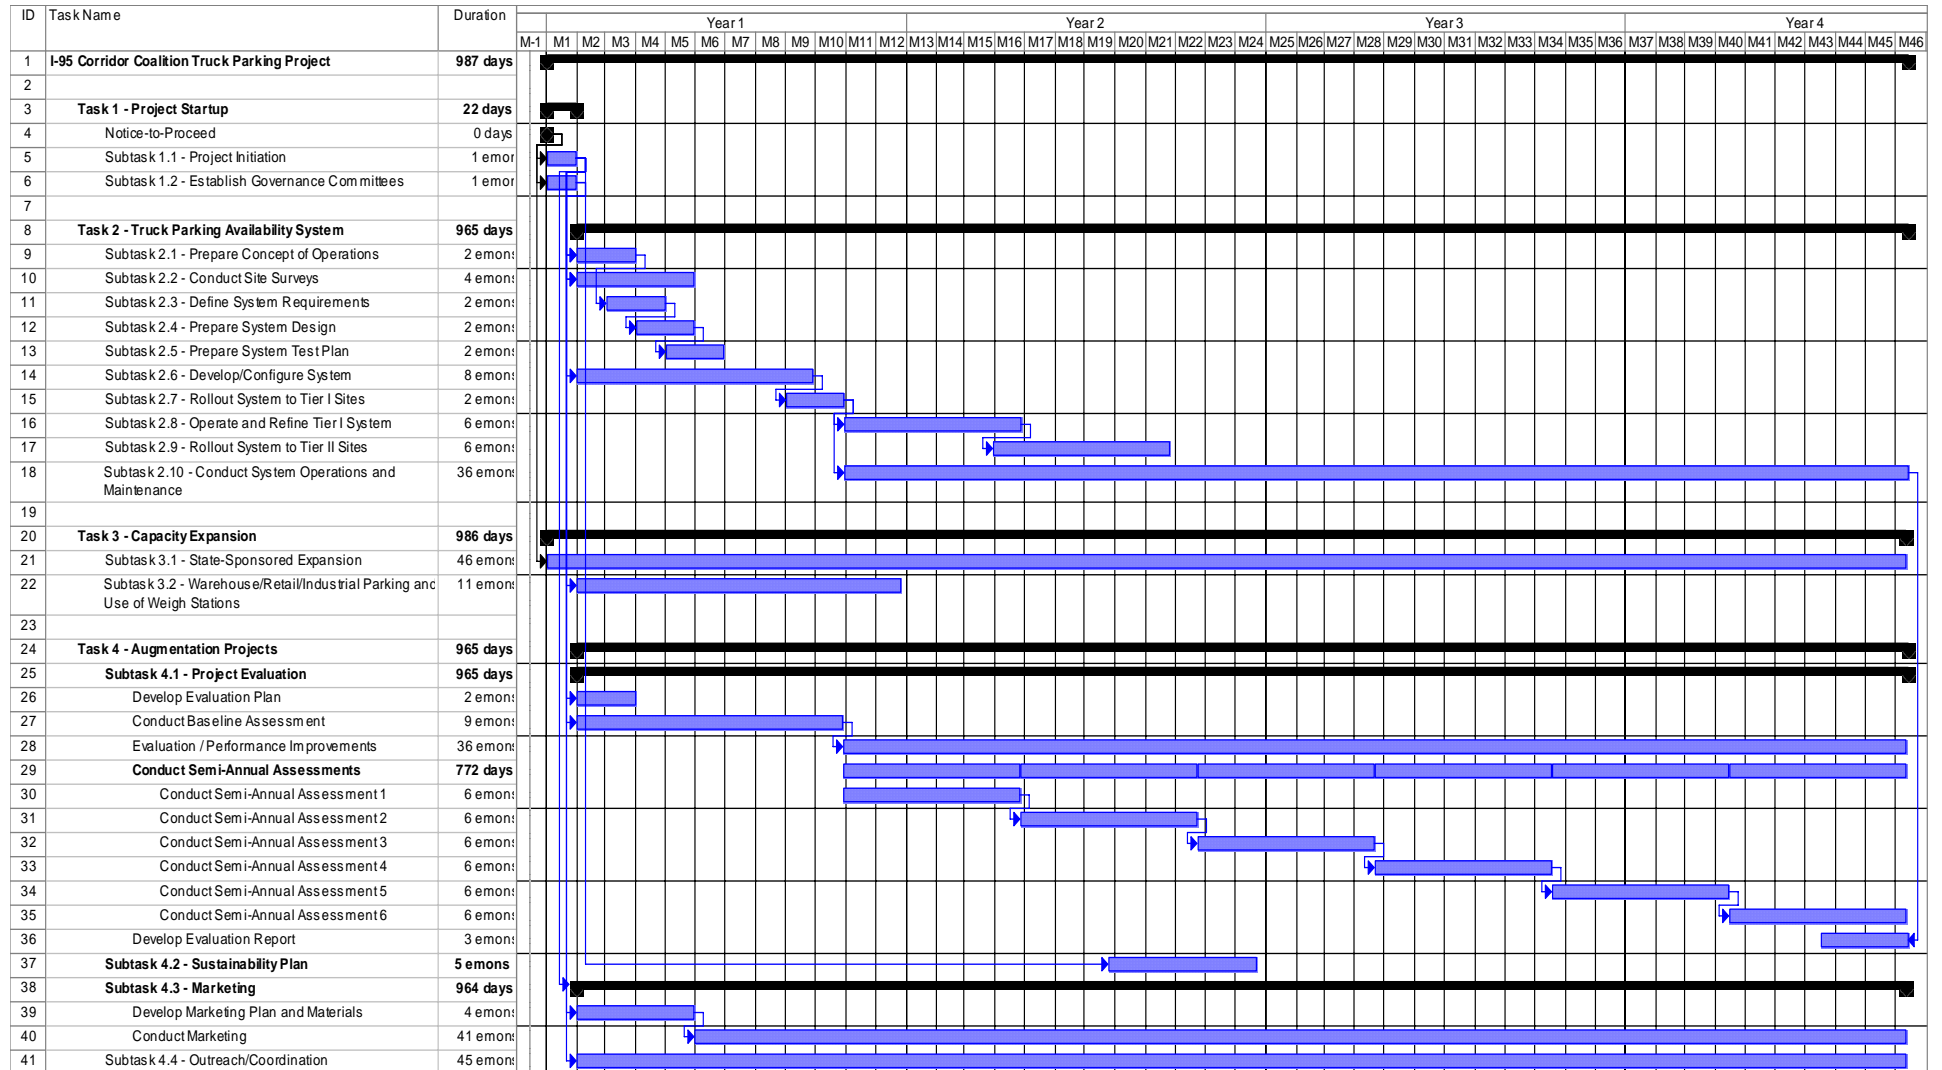 ID Task Name Duration
Year 1 Year 2 Year 3 Year 4
M-1 M1 M2 M3 M4 M5 M6 M7 M8 M9 M10 M11 M12 M13 M14 M15 M16 M17 M18 M19 M20 M21 M22 M23 M24 M25 M26 M27 M28 M29 M30 M31 M32 M33 M34 M35 M36 M37 M38 M39 M40 M41 M42 M43 M44 M45 M46
1 I-95 Corridor Coalition Truck Parking Project 987 days
2
3 Task 1 - Project Startup 22 days
4 Notice-to-Proceed 0 days
5 Subtask 1.1 - Project Initiation 1 emor
6 Subtask 1.2 - Establish Governance Committees 1 emor
7
8 Task 2 - Truck Parking Availability System 965 days
9 Subtask 2.1 - Prepare Concept of Operations 2 emons
10 Subtask 2.2 - Conduct Site Surveys 4 emons
11 Subtask 2.3 - Define System Requirements 2 emons
12 Subtask 2.4 - Prepare System Design 2 emons
13 Subtask 2.5 - Prepare System Test Plan 2 emons
14 Subtask 2.6 - Develop/Configure System 8 emons
15 Subtask 2.7 - Rollout System to Tier I Sites 2 emons
16 Subtask 2.8 - Operate and Refine Tier I System 6 emons
17 Subtask 2.9 - Rollout System to Tier II Sites 6 emons
18 Subtask 2.10 - Conduct System Operations and 36 emons
Maintenance
19
20 Task 3 - Capacity Expansion 986 days
21 Subtask 3.1 - State-Sponsored Expansion 46 emons
22 Subtask 3.2 - Warehouse/Retail/Industrial Parking and 11 emons
Use of Weigh Stations
23
24 Task 4 - Augmentation Projects 965 days
25 Subtask 4.1 - Project Evaluation 965 days
26 Develop Evaluation Plan 2 emons
27 Conduct Baseline Assessment 9 emons
28 Evaluation / Performance Improvements 36 emons
29 Conduct Semi-Annual Assessments 772 days
30 Conduct Semi-Annual Assessment 1 6 emons
31 Conduct Semi-Annual Assessment 2 6 emons
32 Conduct Semi-Annual Assessment 3 6 emons
33 Conduct Semi-Annual Assessment 4 6 emons
34 Conduct Semi-Annual Assessment 5 6 emons
35 Conduct Semi-Annual Assessment 6 6 emons
36 Develop Evaluation Report 3 emons
37 Subtask 4.2 - Sustainability Plan 5 emons
38 Subtask 4.3 - Marketing 964 days
39 Develop Marketing Plan and Materials 4 emons
40 Conduct Marketing 41 emons
41 Subtask 4.4 - Outreach/Coordination 45 emons